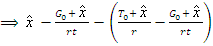 ⟹ X̂ - (G₀ + X̂)/(rt) - ((T₀ + X̂)/r - (G₀ + X̂)/(rt))